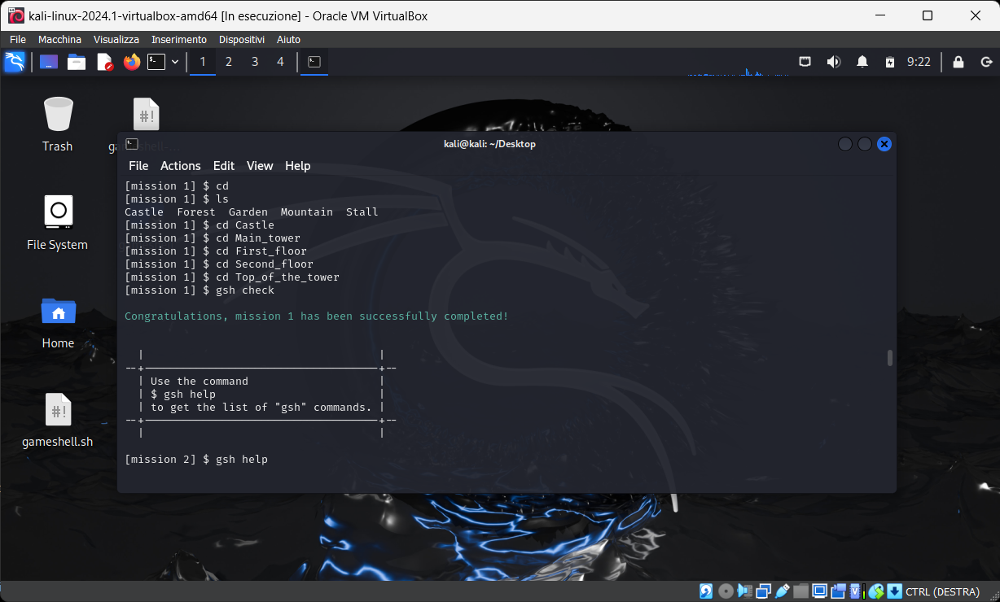 kali-linux-2024.1-virtualbox-amd64 [In esecuzione] - Oracle VM VirtualBox
File Macchina Visualizza Inserimento Dispositivi Aiuto
1 2 3 4 9:22
Trash
File System
Home
gameshell.sh
kali@kali: ~/Desktop
File Actions Edit View Help
[mission 1] $ cd
[mission 1] $ ls
Castle Forest Garden Mountain Stall
[mission 1] $ cd Castle
[mission 1] $ cd Main_tower
[mission 1] $ cd First_floor
[mission 1] $ cd Second_floor
[mission 1] $ cd Top_of_the_tower
[mission 1] $ gsh check
Congratulations, mission 1 has been successfully completed!
Use the command
$ gsh help
to get the list of "gsh" commands.
[mission 2] $ gsh help
CTRL (DESTRA)